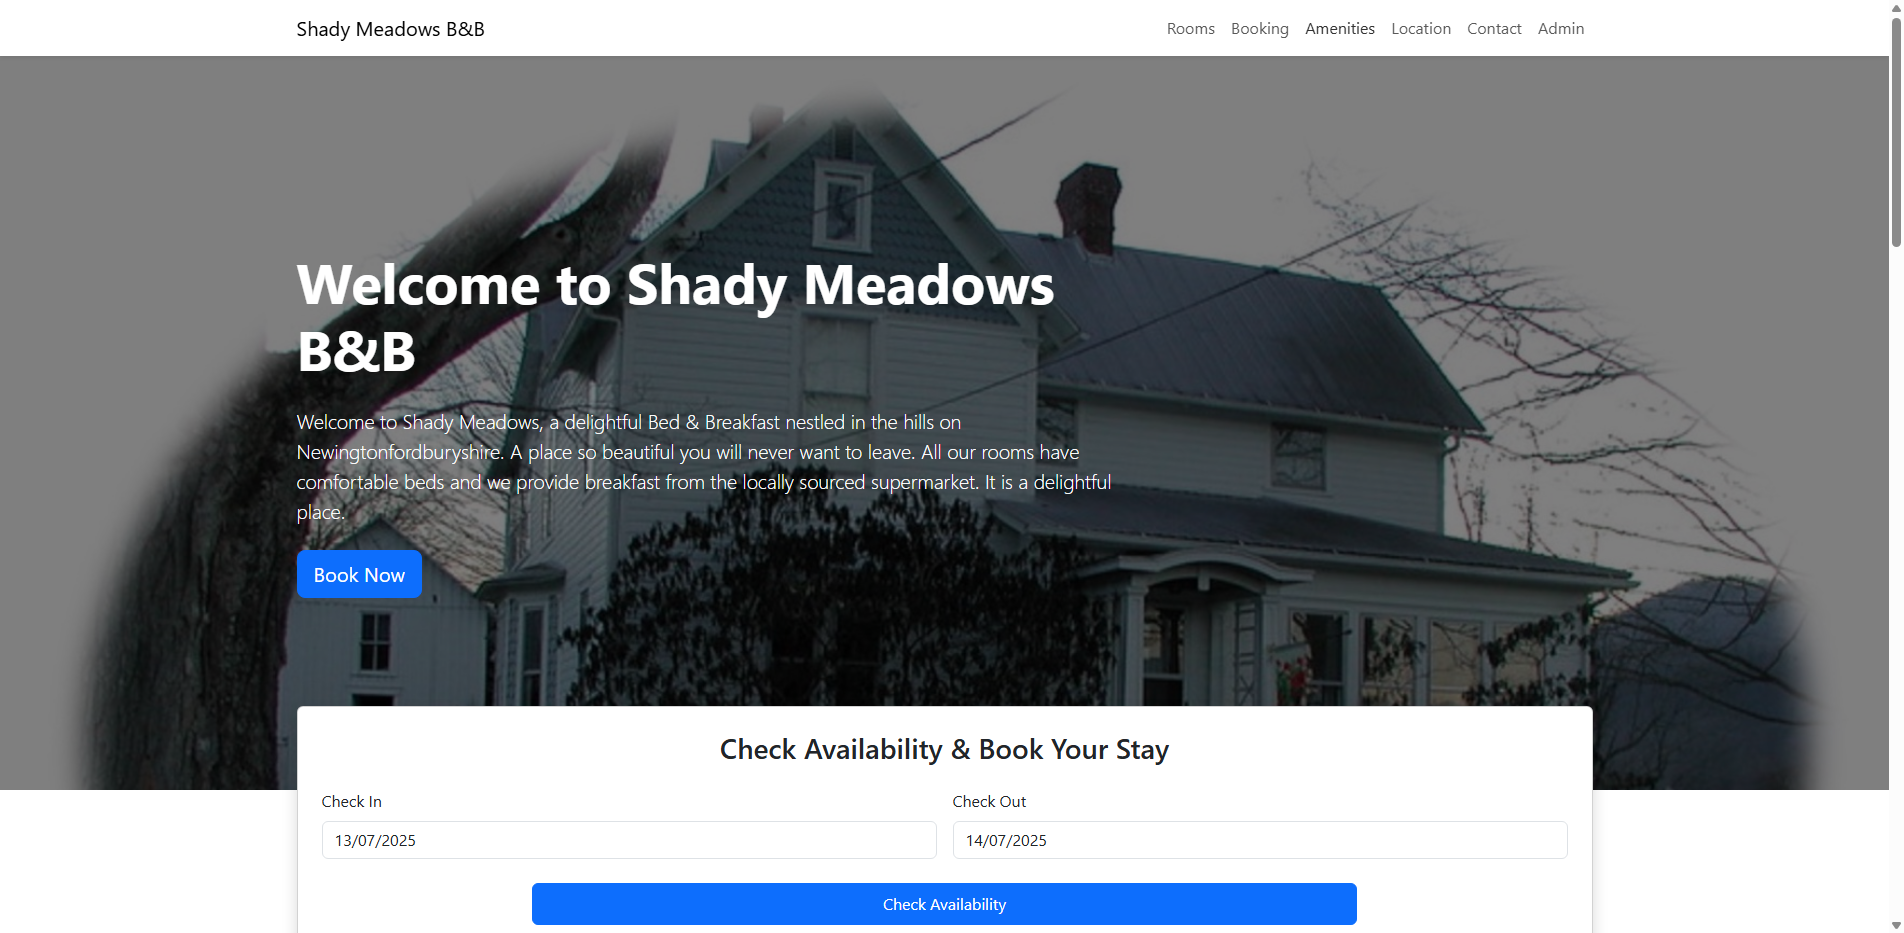 Shady Meadows B&B
Rooms Booking Amenities Location Contact Admin
Welcome to Shady Meadows
B&B
Welcome to Shady Meadows, a delightful Bed & Breakfast nestled in the hills on
Newingtonfordburyshire. A place so beautiful you will never want to leave. All our rooms have
comfortable beds and we provide breakfast from the locally sourced supermarket. It is a delightful
place.
Book Now
Check Availability & Book Your Stay
Check In
Check Out
13/07/2025
14/07/2025
Check Availability